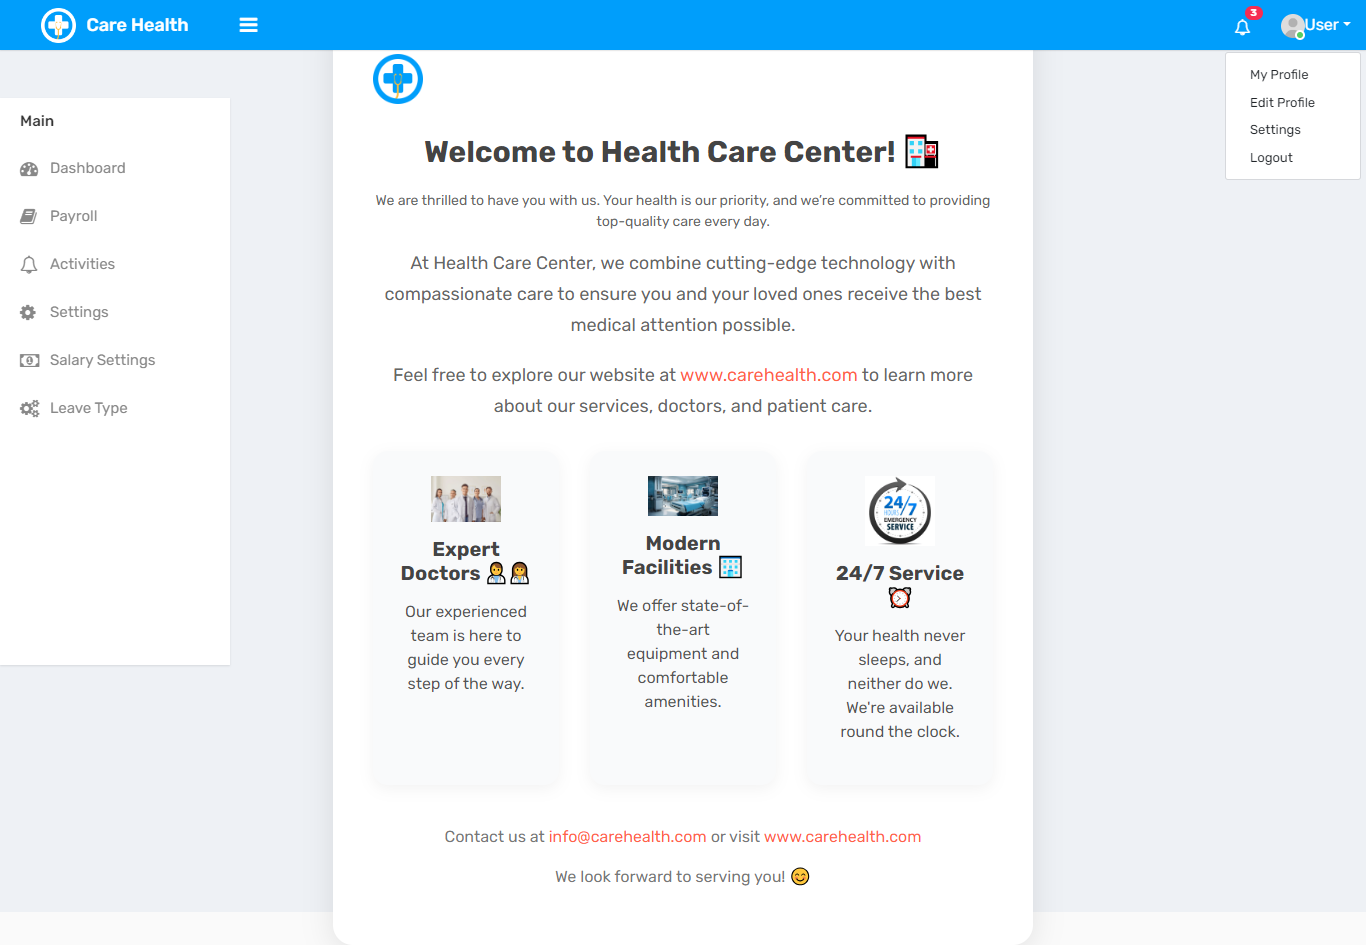 Care Health
3
User
My Profile
Edit Profile
Settings
Logout
Main
Dashboard
Payroll
Activities
Settings
Salary Settings
Leave Type
Welcome to Health Care Center! 🏥
We are thrilled to have you with us. Your health is our priority, and we’re committed to providing
top-quality care every day.
At Health Care Center, we combine cutting-edge technology with
compassionate care to ensure you and your loved ones receive the best
medical attention possible.
Feel free to explore our website at www.carehealth.com to learn more
about our services, doctors, and patient care.
Expert
Doctors 👨‍⚕️👩‍⚕️
Our experienced
team is here to
guide you every
step of the way.
Modern
Facilities 🏢
We offer state-of-
the-art
equipment and
comfortable
amenities.
24/7
HOURS
EMERGENCY
SERVICE
24/7 Service
⏰
Your health never
sleeps, and
neither do we.
We're available
round the clock.
Contact us at info@carehealth.com or visit www.carehealth.com
We look forward to serving you! 😊